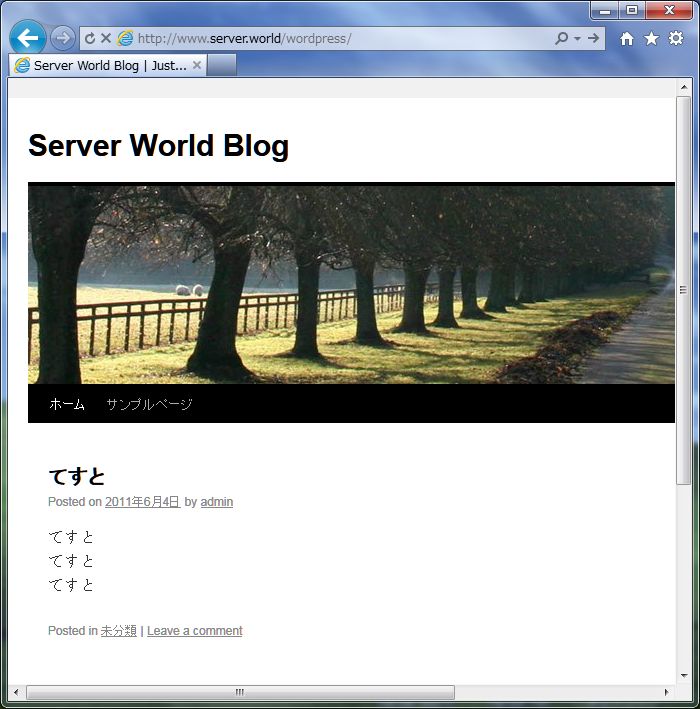 http://www.server.world/wordpress/
Server World Blog | Just...
Server World Blog
ホーム サンプルページ
てすと
Posted on 2011年6月4日 by admin
てすと
てすと
てすと
Posted in 未分類 | Leave a comment